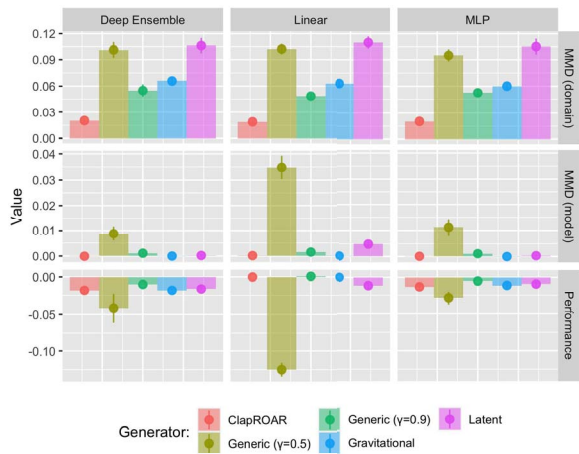 Deep Ensemble Linear MLP
0.12
0.09
0.06
0.03
0.00
MMD (domain)
0.04
0.03
0.02
0.01
0.00
MMD (model)
0.00
-0.05
-0.10
Performance
Value
Generator:
ClapROAR Generic (γ=0.9) Latent
Generic (γ=0.5) Gravitational